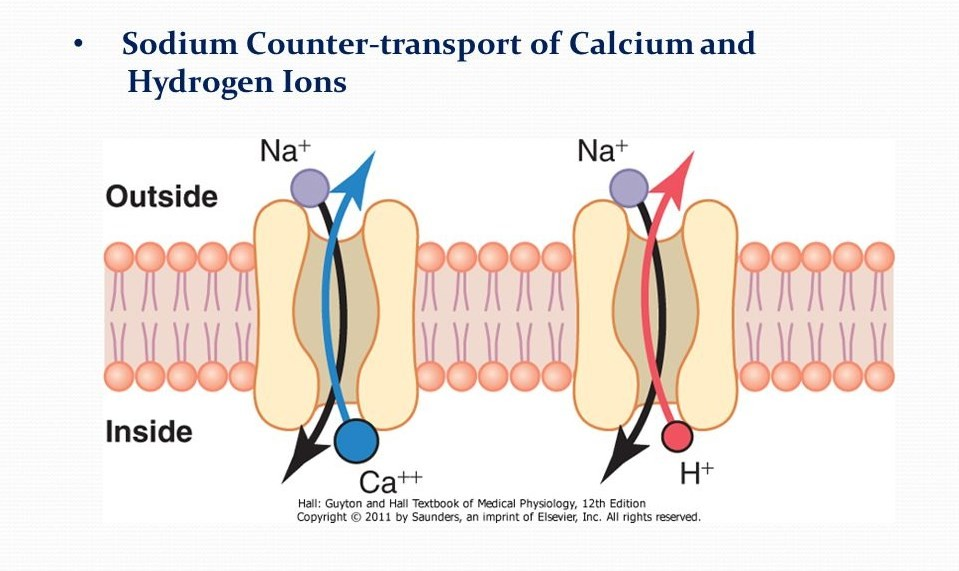 • Sodium Counter-transport of Calcium and
Hydrogen Ions
Na⁺
Na⁺
Outside
Inside
Ca⁺⁺
H⁺
Hall: Guyton and Hall Textbook of Medical Physiology, 12th Edition
Copyright © 2011 by Saunders, an imprint of Elsevier, Inc. All rights reserved.